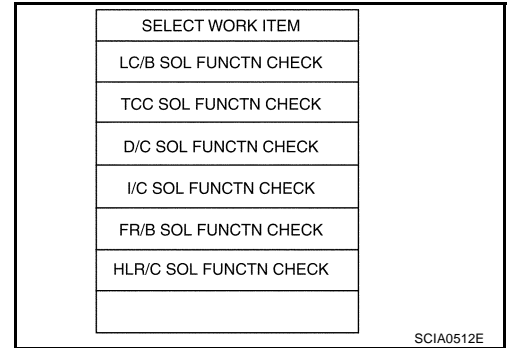 SELECT WORK ITEM
LC/B SOL FUNCTN CHECK
TCC SOL FUNCTN CHECK
D/C SOL FUNCTN CHECK
I/C SOL FUNCTN CHECK
FR/B SOL FUNCTN CHECK
HLR/C SOL FUNCTN CHECK
SCIA0512E